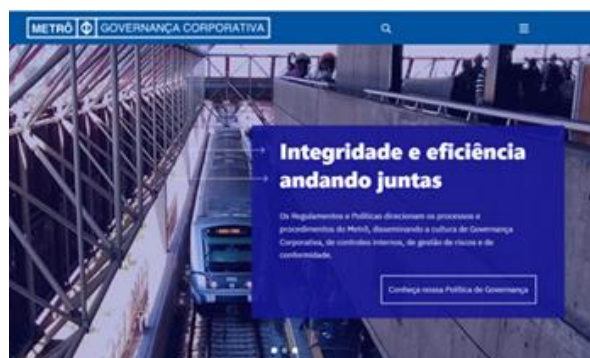 METRÔ GOVERNANÇA CORPORATIVA
Integridade e eficiência
andando juntas
Os Regulamentos e Políticas direcionam os processos e
procedimentos do Metrô, disseminando a cultura de Governança
Corporativa, de controles internos, de gestão de riscos e de
conformidade.
Conheça nossa Política de Governança